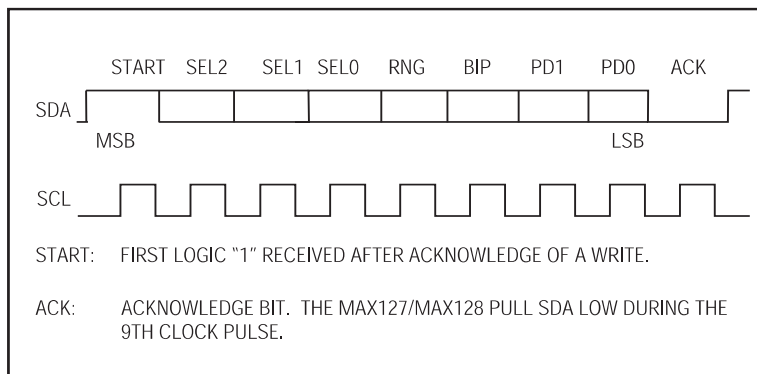 START SEL2 SEL1 SEL0 RNG BIP PD1 PD0 ACK
SDA
MSB LSB
SCL
START: FIRST LOGIC “1” RECEIVED AFTER ACKNOWLEDGE OF A WRITE.
ACK: ACKNOWLEDGE BIT. THE MAX127/MAX128 PULL SDA LOW DURING THE
9TH CLOCK PULSE.